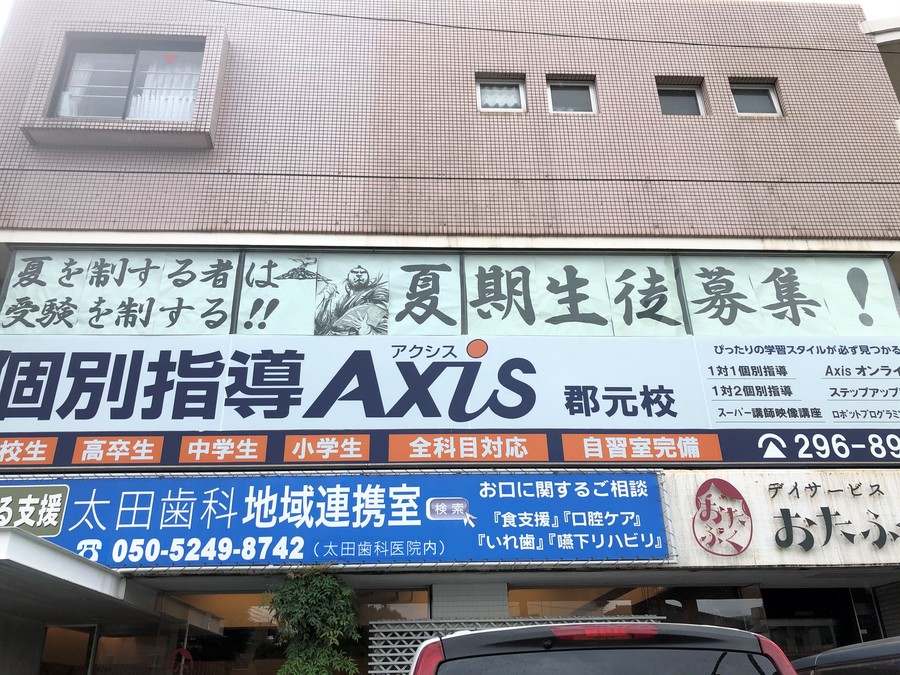 夏を制する者は
受験を制する!!
夏期生徒募集！
個別指導Axis
アクシス
郡元校
ぴったりの学習スタイルが必ず見つかる
1対1個別指導
Axis オンライ
1対2個別指導
ステップアップ
スーパー講師映像講座
ロボットプログラミ
校生
高卒生
中学生
小学生
全科目対応
自習室完備
296-89
る支援
太田歯科地域連携室
検索
050-5249-8742（太田歯科医院内）
お口に関するご相談
『食支援』『口腔ケア』
『いれ歯』『嚥下リハビリ』
おたふく
デイサービス
おたふ